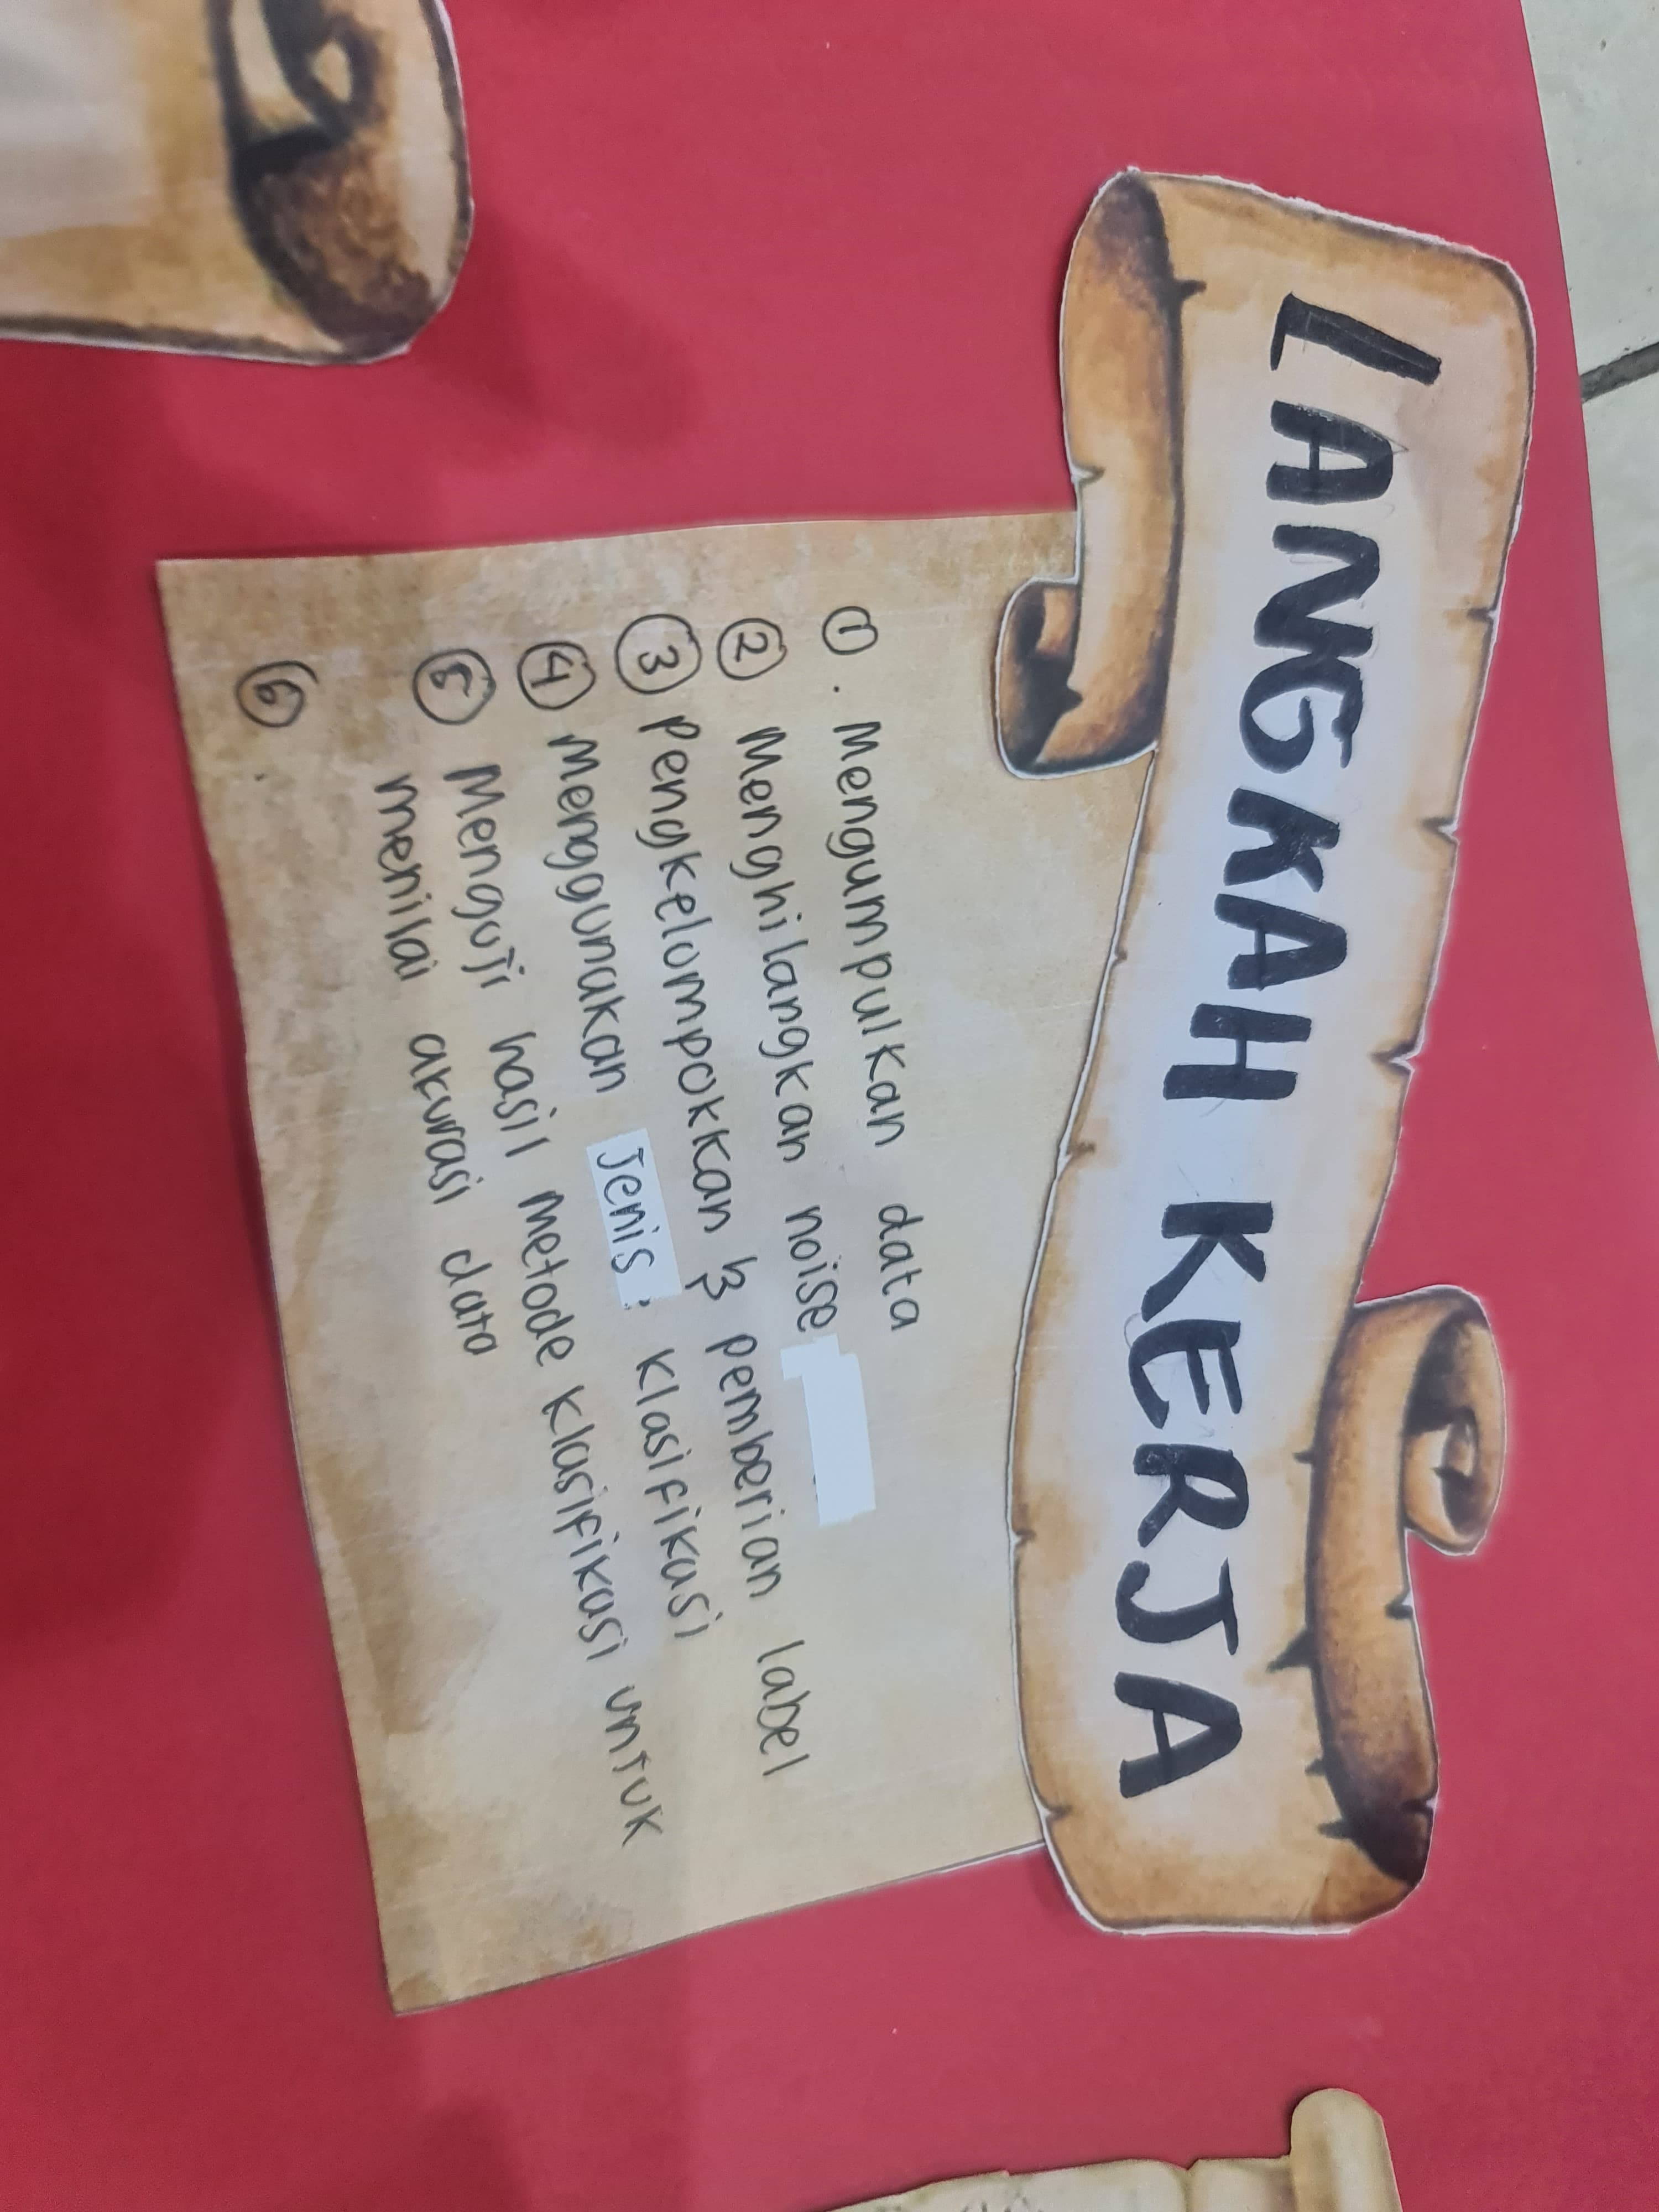 LANGKAH KERJA
①. Mengumpulkan data
② Menghilangkan noise
③ Pengkelompokkan & pemberian label
④ Menggunakan Jenis: Klasifikasi
⑤ Menguji hasil Metode Klasifikasi untuk
menilai akurasi data
⑥.